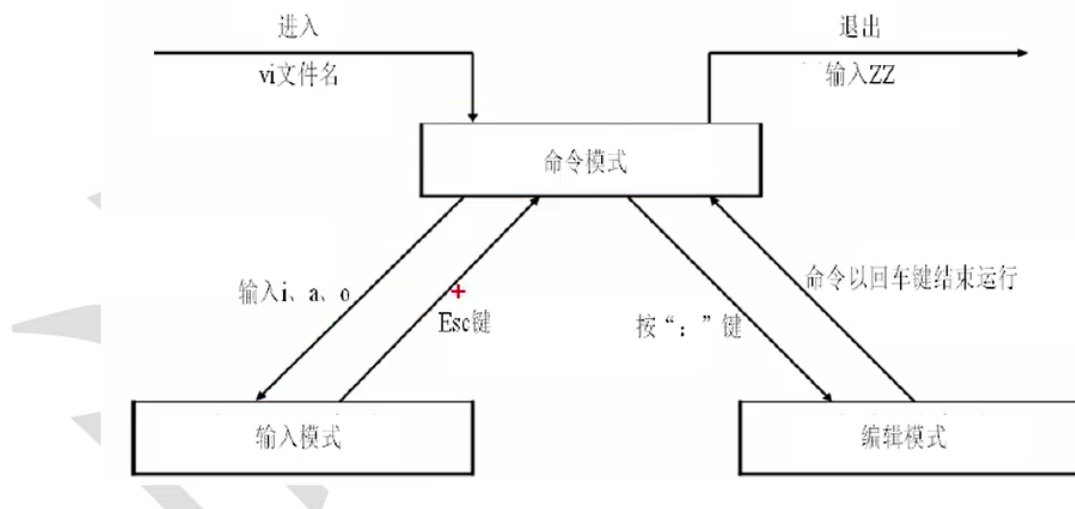 进入
退出
vi文件名
输入ZZ
命令模式
输入i、a、o
Esc键
按“：”键
命令以回车键结束运行
输入模式
编辑模式